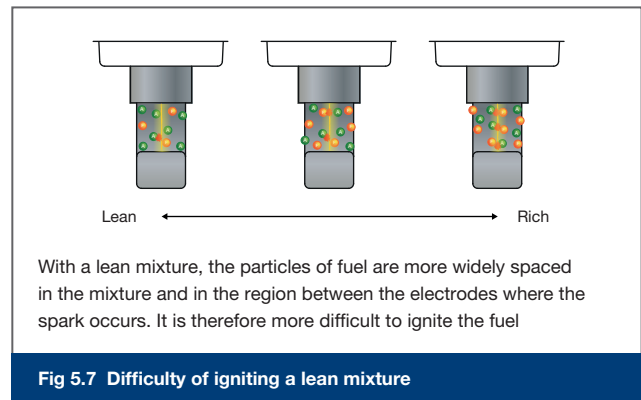 Lean
Rich
With a lean mixture, the particles of fuel are more widely spaced
in the mixture and in the region between the electrodes where the
spark occurs. It is therefore more difficult to ignite the fuel
Fig 5.7 Difficulty of igniting a lean mixture